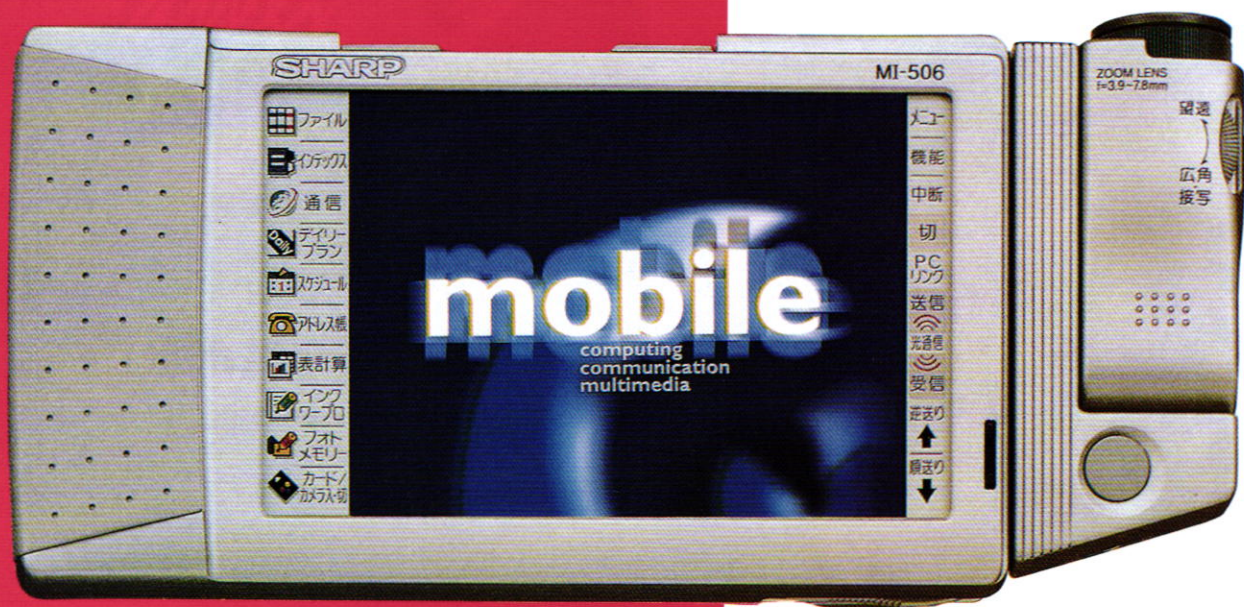 SHARP
MI-506
ファイル
インデックス
通信
Daily
デイリー
プラン
スケジュール
アドレス帳
表計算
インク
ワープロ
フォト
メモリー
カード/
カメラ入・切
mobile
computing
communication
multimedia
メニュー
機能
中断
切
PC
リンク
送信
光通信
受信
逆送り
順送り
ZOOM LENS
f=3.9-7.8mm
望遠
広角
接写